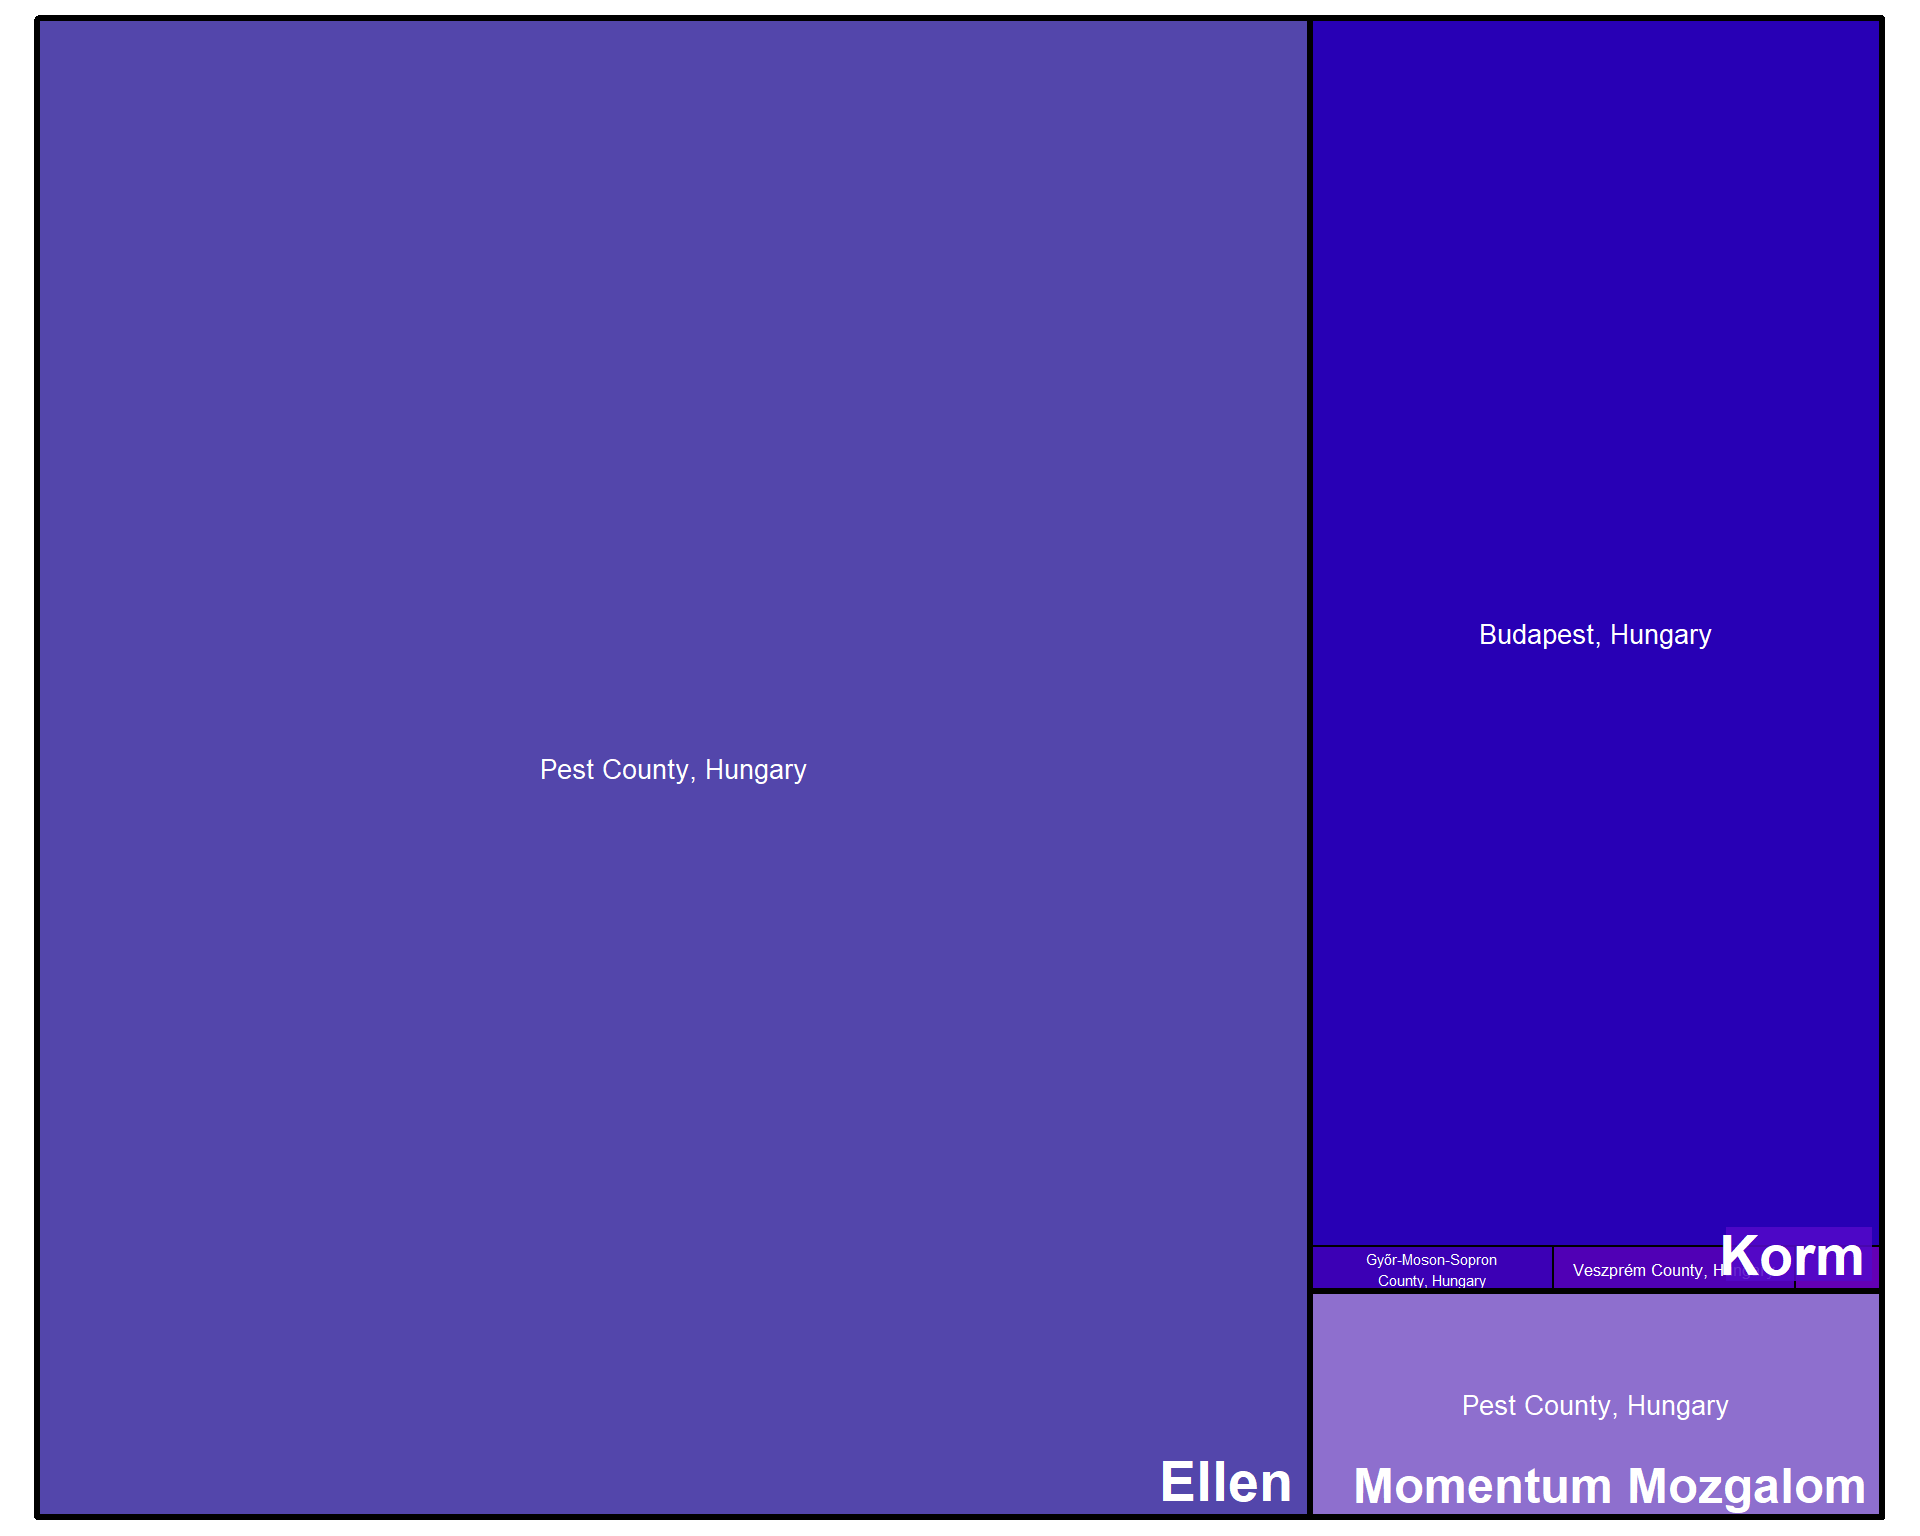 Pest County, Hungary
Ellen
Budapest, Hungary
Győr-Moson-Sopron
County, Hungary
Veszprém County, Hungary
Korm
Pest County, Hungary
Momentum Mozgalom